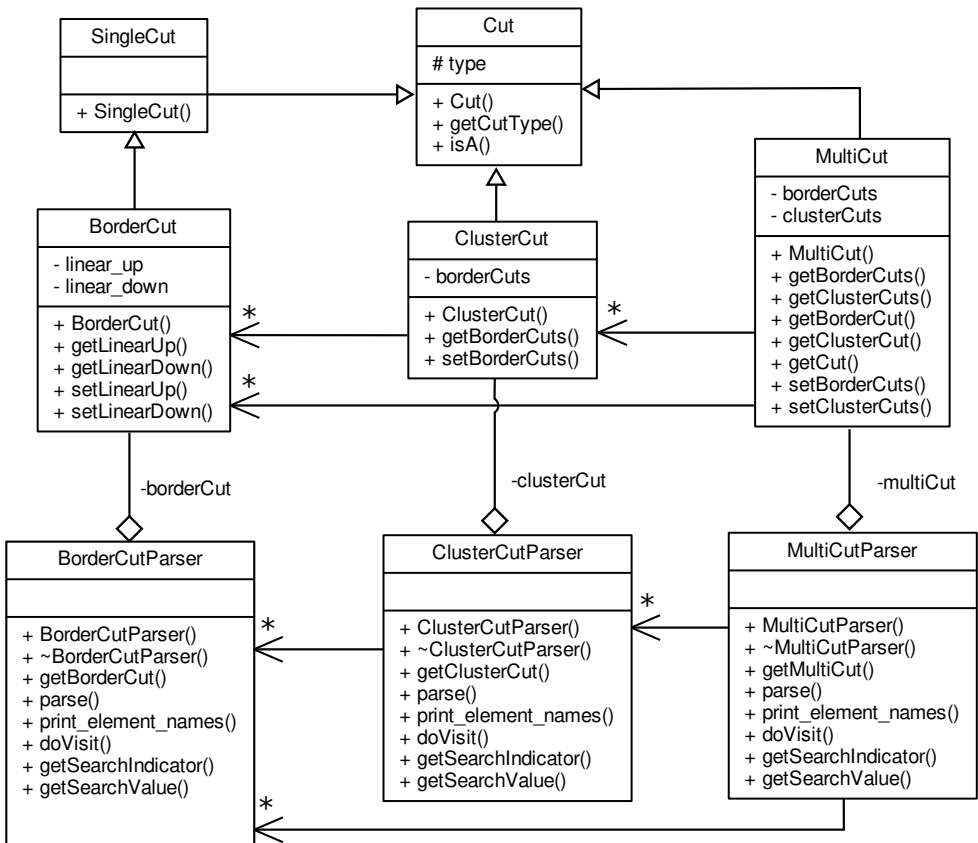 SingleCut
+ SingleCut()
Cut
# type
+ Cut()
+ getCutType()
+ isA()
MultiCut
- borderCuts
- clusterCuts
+ MultiCut()
+ getBorderCuts()
+ getClusterCuts()
+ getBorderCut()
+ getClusterCut()
+ getCut()
+ setBorderCuts()
+ setClusterCuts()
BorderCut
- linear_up
- linear_down
+ BorderCut()
+ getLinearUp()
+ getLinearDown()
+ setLinearUp()
+ setLinearDown()
ClusterCut
- borderCuts
+ ClusterCut()
+ getBorderCuts()
+ setBorderCuts()
*
*
*
-borderCut
-clusterCut
-multiCut
BorderCutParser
+ BorderCutParser()
+ ~BorderCutParser()
+ getBorderCut()
+ parse()
+ print_element_names()
+ doVisit()
+ getSearchIndicator()
+ getSearchValue()
ClusterCutParser
+ ClusterCutParser()
+ ~ClusterCutParser()
+ getClusterCut()
+ parse()
+ print_element_names()
+ doVisit()
+ getSearchIndicator()
+ getSearchValue()
MultiCutParser
+ MultiCutParser()
+ ~MultiCutParser()
+ getMultiCut()
+ parse()
+ print_element_names()
+ doVisit()
+ getSearchIndicator()
+ getSearchValue()
*
*
*